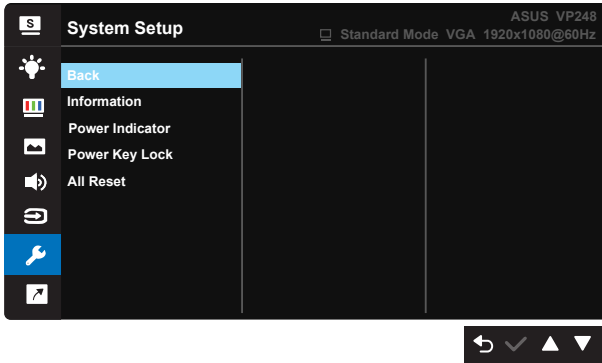 S
System Setup
ASUS VP248
Standard Mode VGA 1920x1080@60Hz
Back
Information
Power Indicator
Power Key Lock
All Reset